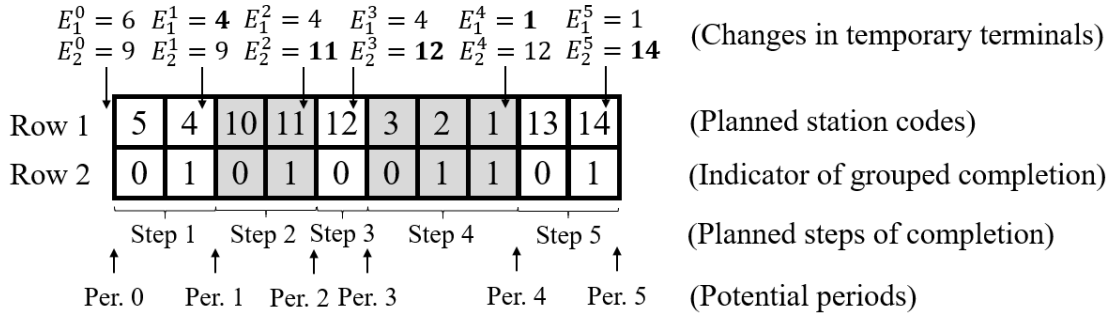 E_1^0 = 6 E_1^1 = 4 E_1^2 = 4 E_1^3 = 4 E_1^4 = 1 E_1^5 = 1
(Changes in temporary terminals)
E_2^0 = 9 E_2^1 = 9 E_2^2 = 11 E_2^3 = 12 E_2^4 = 12 E_2^5 = 14
Row 1 5 4 10 11 12 3 2 1 13 14 (Planned station codes)
Row 2 0 1 0 1 0 0 1 1 0 1 (Indicator of grouped completion)
Step 1 Step 2 Step 3 Step 4 Step 5 (Planned steps of completion)
Per. 0 Per. 1 Per. 2 Per. 3 Per. 4 Per. 5 (Potential periods)